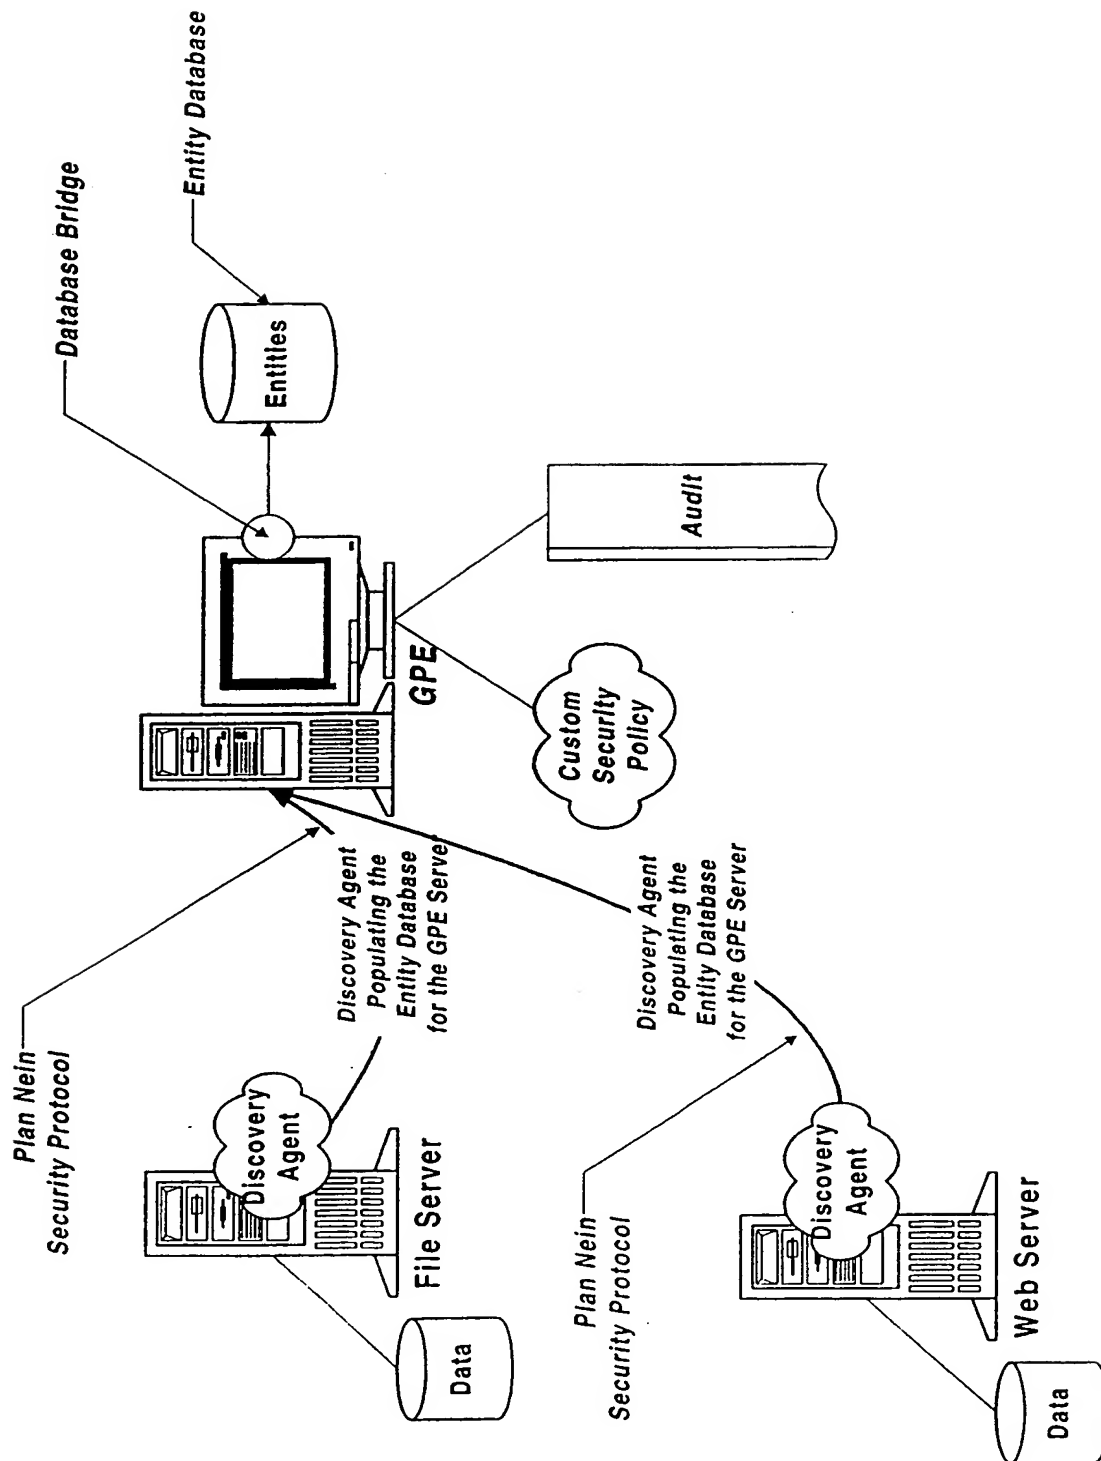 Plan Nein
Security Protocol
Database Bridge
Entity Database
Discovery
Agent
File Server
Data
Discovery Agent
Populating the
Entity Database
for the GPE Server
GPE
Entities
Custom
Security
Policy
Audit
Plan Nein
Security Protocol
Discovery Agent
Populating the
Entity Database
for the GPE Server
Discovery
Agent
Web Server
Data